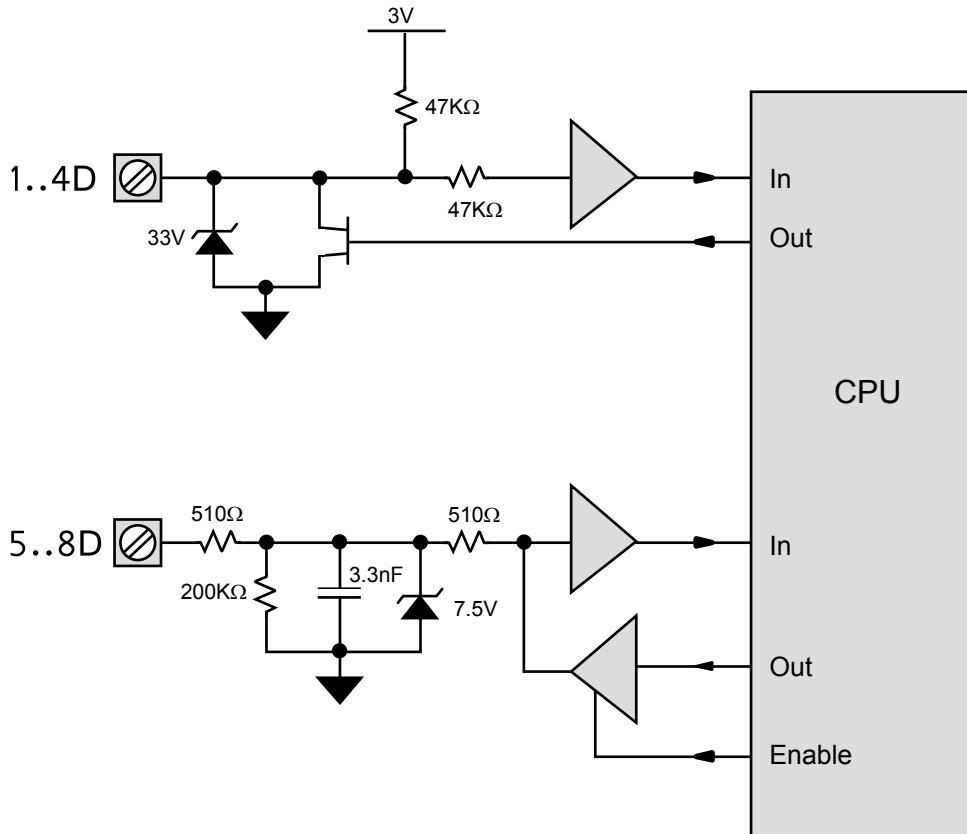 3V
47KΩ
1..4D
47KΩ
In
33V
Out
CPU
5..8D
510Ω
510Ω
In
200KΩ
3.3nF
7.5V
Out
Enable